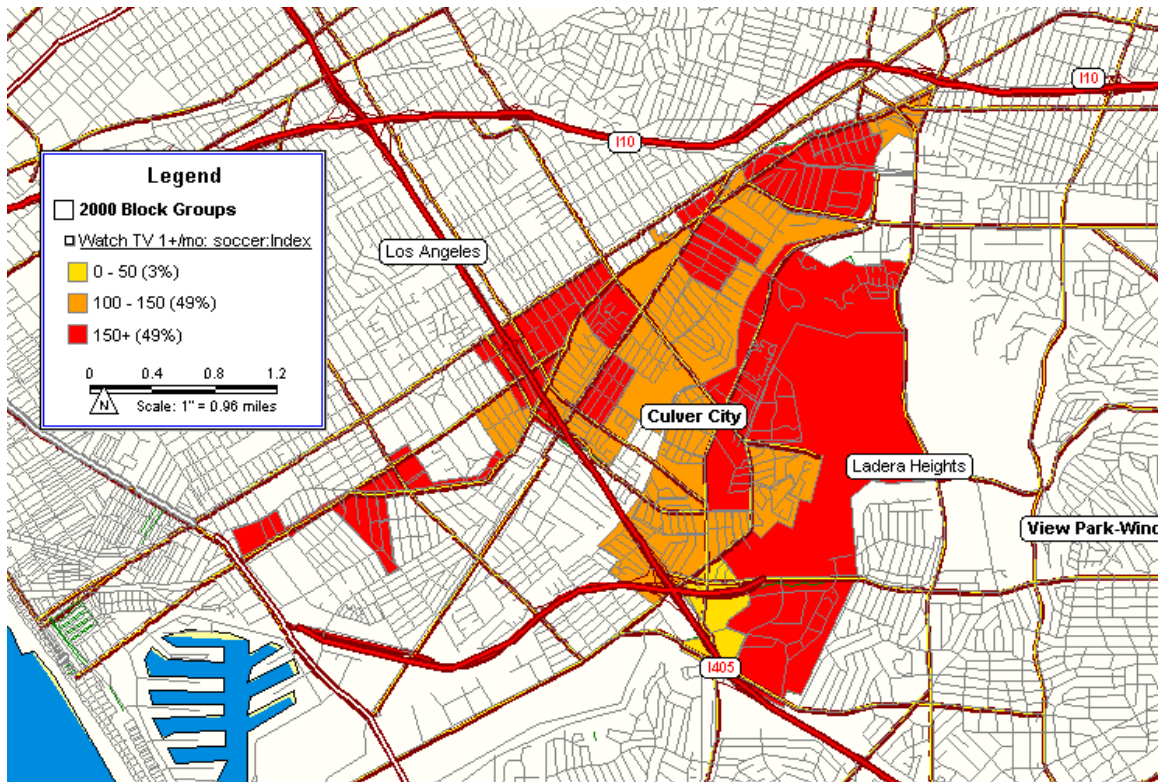 I10
I10
Legend
2000 Block Groups
Watch TV 1+/mo: soccer:Index
0 - 50 (3%)
100 - 150 (49%)
150+ (49%)
0 0.4 0.8 1.2
N
Scale: 1" = 0.96 miles
Los Angeles
Culver City
Ladera Heights
View Park-Wind
I405